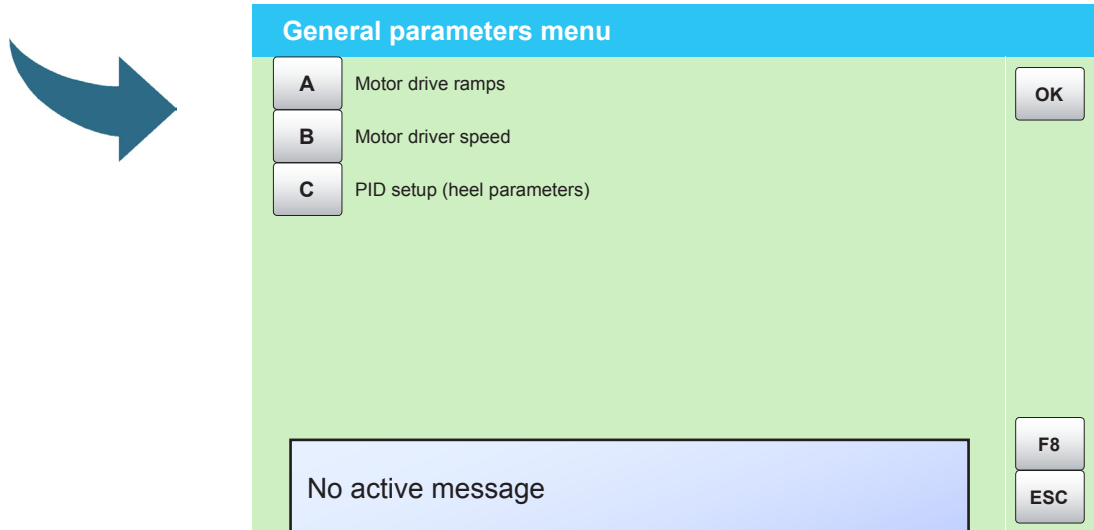 General parameters menu
A Motor drive ramps
OK
B Motor driver speed
C PID setup (heel parameters)
F8
No active message
ESC